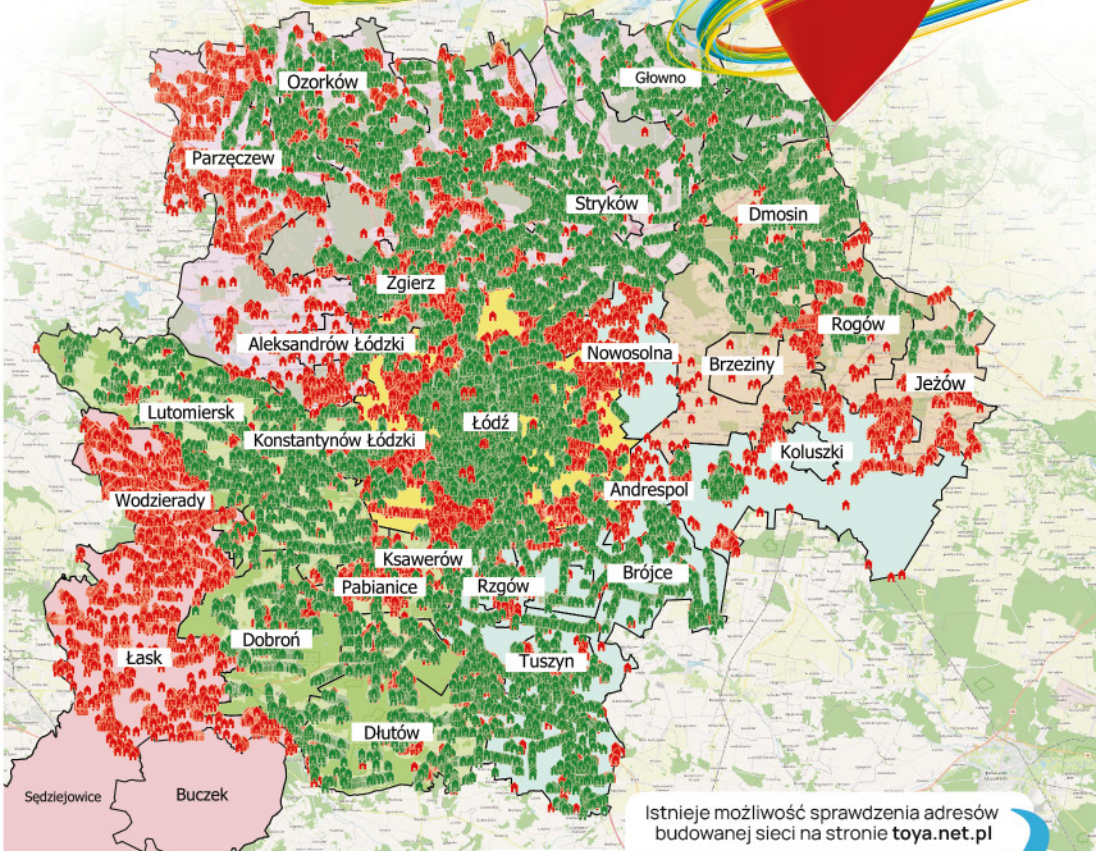 Ozorków
Głowno
Parzęczew
Stryków
Dmosin
Zgierz
Rogów
Aleksandrów Łódzki
Nowosolna
Brzeziny
Jeżów
Lutomiersk
Łódź
Konstantynów Łódzki
Koluszki
Wodzierady
Andrespol
Ksawerów
Pabianice
Rzgów
Brójce
Dobroń
Łask
Tuszyn
Dłutów
Sędziejowice
Buczek
Istnieje możliwość sprawdzenia adresów
budowanej sieci na stronie toya.net.pl